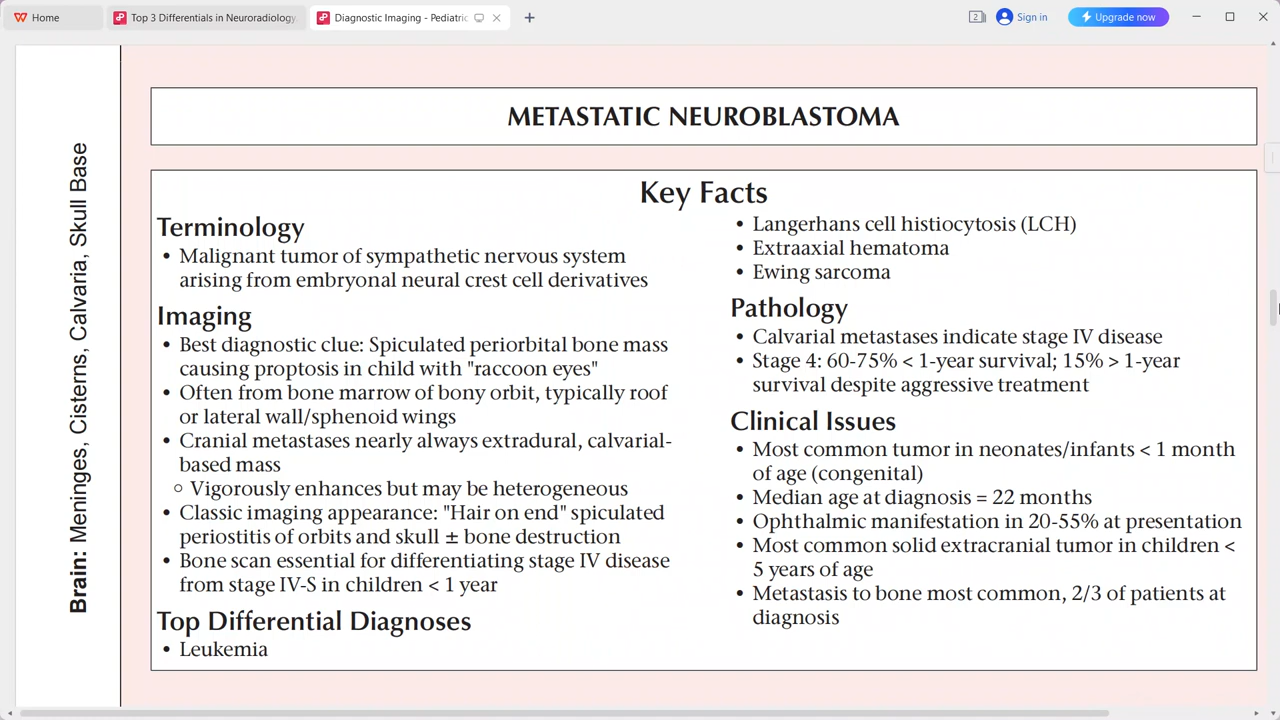 Home
Top 3 Differentials in Neuroradiology
Diagnostic Imaging - Pediatric
2
Sign in
Upgrade now
Brain: Meninges, Cisterns, Calvaria, Skull Base
METASTATIC NEUROBLASTOMA
Key Facts
Terminology
• Malignant tumor of sympathetic nervous system
arising from embryonal neural crest cell derivatives
Imaging
• Best diagnostic clue: Spiculated periorbital bone mass
causing proptosis in child with "raccoon eyes"
• Often from bone marrow of bony orbit, typically roof
or lateral wall/sphenoid wings
• Cranial metastases nearly always extradural, calvarial-
based mass
○ Vigorously enhances but may be heterogeneous
• Classic imaging appearance: "Hair on end" spiculated
periostitis of orbits and skull ± bone destruction
• Bone scan essential for differentiating stage IV disease
from stage IV-S in children < 1 year
Top Differential Diagnoses
• Leukemia
• Langerhans cell histiocytosis (LCH)
• Extraaxial hematoma
• Ewing sarcoma
Pathology
• Calvarial metastases indicate stage IV disease
• Stage 4: 60-75% < 1-year survival; 15% > 1-year
survival despite aggressive treatment
Clinical Issues
• Most common tumor in neonates/infants < 1 month
of age (congenital)
• Median age at diagnosis = 22 months
• Ophthalmic manifestation in 20-55% at presentation
• Most common solid extracranial tumor in children <
5 years of age
• Metastasis to bone most common, 2/3 of patients at
diagnosis